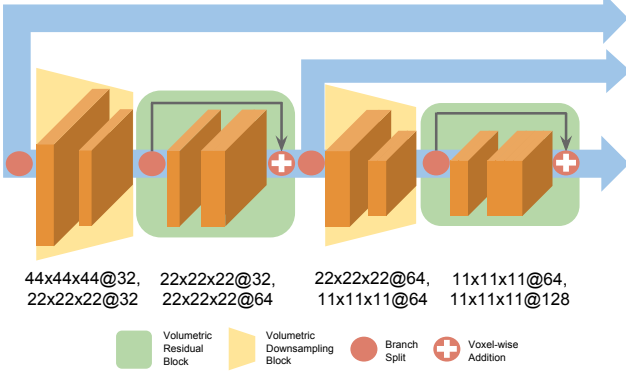 44x44x44@32,
22x22x22@32
22x22x22@32,
22x22x22@64
22x22x22@64,
11x11x11@64
11x11x11@64,
11x11x11@128
Volumetric
Residual
Block
Volumetric
Downsampling
Block
Branch
Split
Voxel-wise
Addition